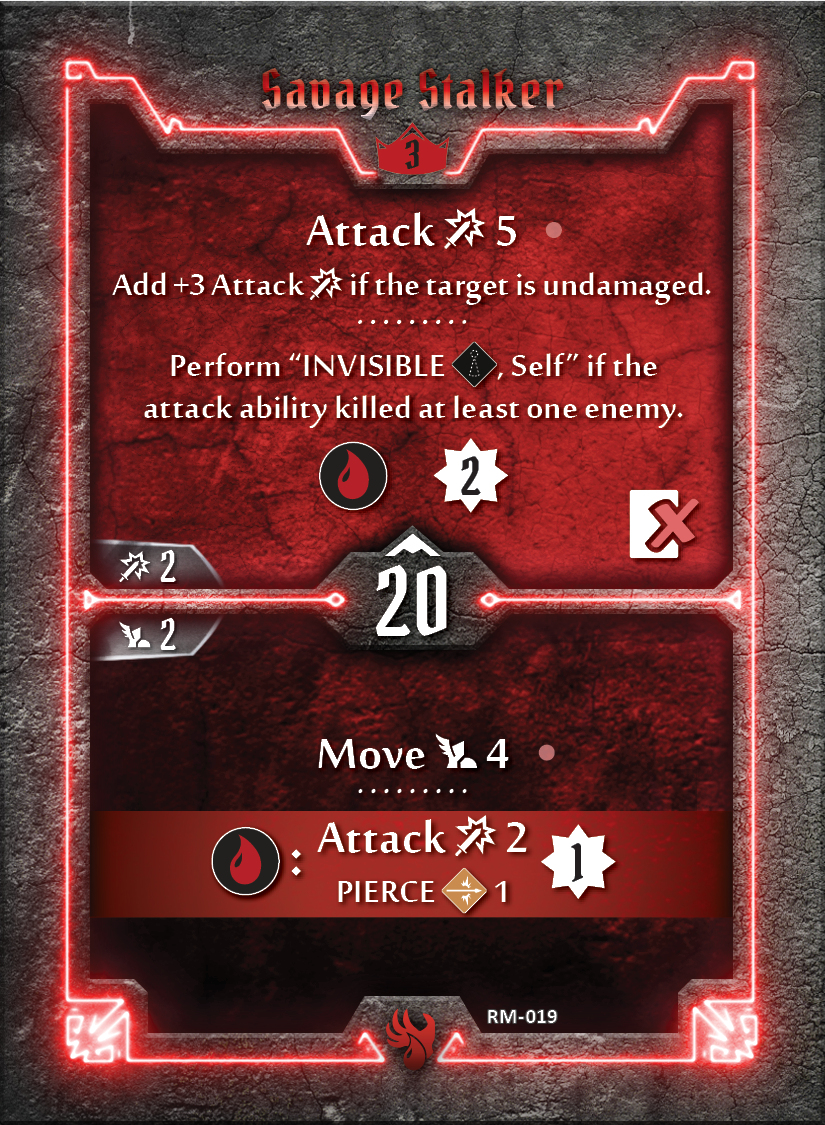 Savage Stalker
3
Attack 5
Add +3 Attack if the target is undamaged.
Perform “INVISIBLE , Self” if the
attack ability killed at least one enemy.
2
2
20
2
Move 4
: Attack 2
1
PIERCE 1
RM-019